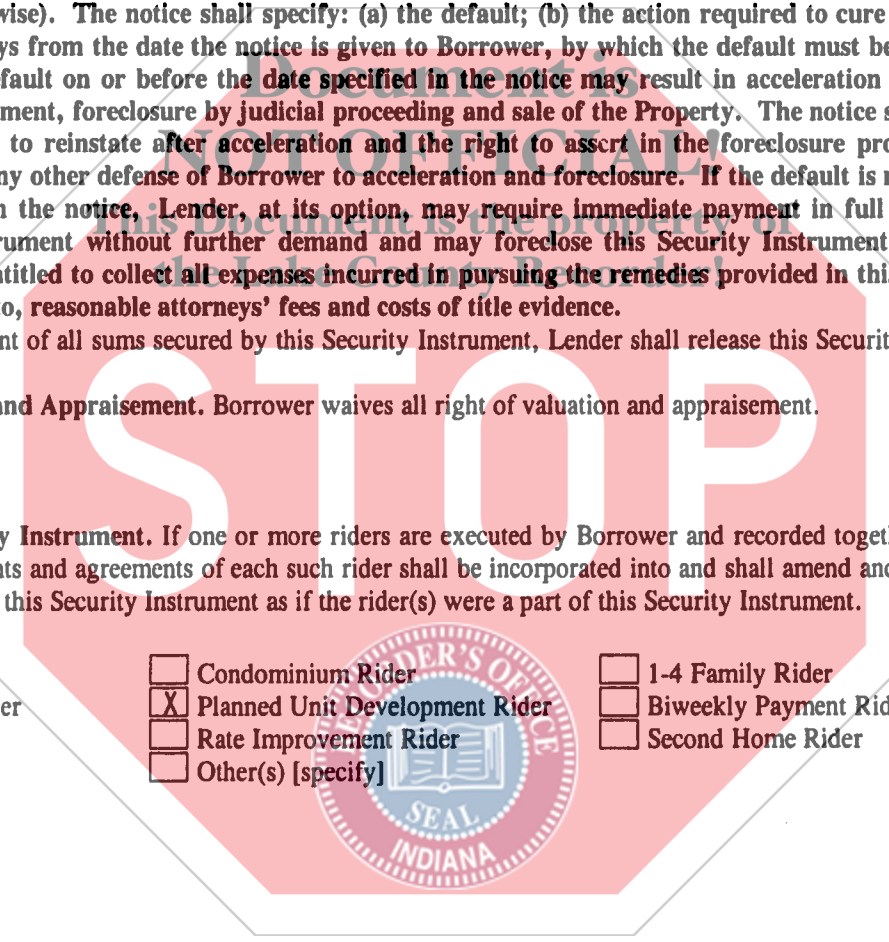 wise). The notice shall specify: (a) the default; (b) the action required to cure
ys from the date the notice is given to Borrower, by which the default must be
fault on or before the date specified in the notice may result in acceleration
ment, foreclosure by judicial proceeding and sale of the Property. The notice s
to reinstate after acceleration and the right to assert in the foreclosure pro
ny other defense of Borrower to acceleration and foreclosure. If the default is n
n the notice, Lender, at its option, may require immediate payment in full
rument without further demand and may foreclose this Security Instrument
ntitled to collect all expenses incurred in pursuing the remedies provided in this
o, reasonable attorneys' fees and costs of title evidence.
nt of all sums secured by this Security Instrument, Lender shall release this Securit
and Appraisement. Borrower waives all right of valuation and appraisement.
y Instrument. If one or more riders are executed by Borrower and recorded togeth
nts and agreements of each such rider shall be incorporated into and shall amend and
this Security Instrument as if the rider(s) were a part of this Security Instrument.
Condominium Rider
1-4 Family Rider
er
X Planned Unit Development Rider
Biweekly Payment Rid
Rate Improvement Rider
Second Home Rider
Other(s) [specify]
Document is
NOT OFFICIAL!
This Document is the property of
the Lake County Recorder!
STOP
RECORDER'S OFFICE
SEAL
INDIANA